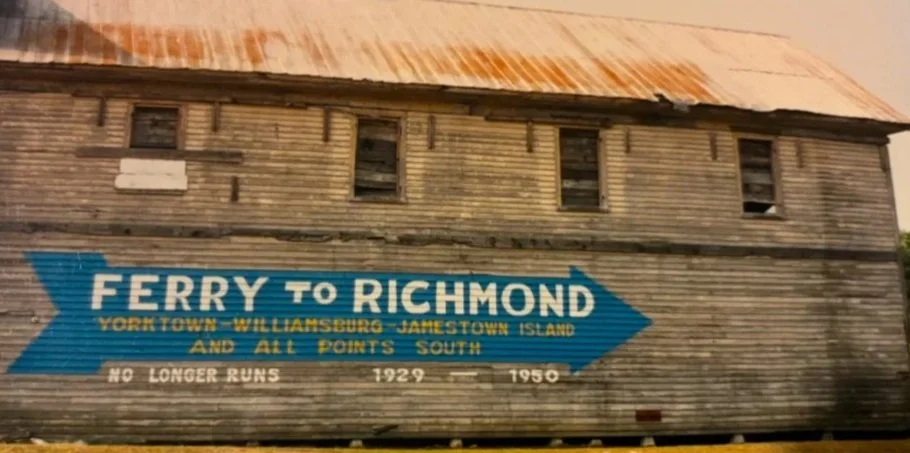 FERRY TO RICHMOND
YORKTOWN-WILLIAMSBURG-JAMESTOWN ISLAND
AND ALL POINTS SOUTH
NO LONGER RUNS 1929 — 1950